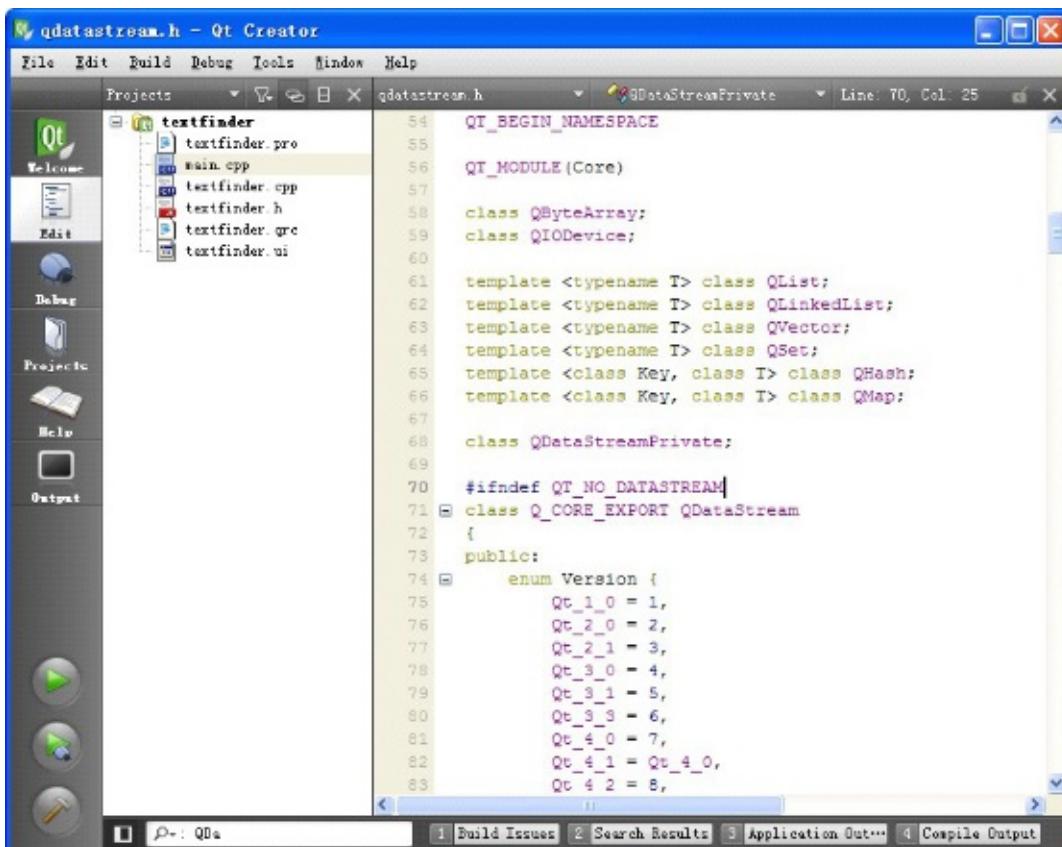 qdatastream.h - Qt Creator
File Edit Build Debug Tools Window Help
Projects
qdatastream.h
QDataStreamPrivate
Line: 70, Col: 25
Qt
Welcome
Edit
Debug
Projects
Help
Output
textfinder
textfinder.pro
main.cpp
textfinder.cpp
textfinder.h
textfinder.qrc
textfinder.ui
54 QT_BEGIN_NAMESPACE
55
56 QT_MODULE(Core)
57
58 class QByteArray;
59 class QIODevice;
60
61 template <typename T> class QList;
62 template <typename T> class QLinkedList;
63 template <typename T> class QVector;
64 template <typename T> class QSet;
65 template <class Key, class T> class QHash;
66 template <class Key, class T> class QMap;
67
68 class QDataStreamPrivate;
69
70 #ifndef QT_NO_DATASTREAM
71 class Q_CORE_EXPORT QDataStream
72 {
73 public:
74 enum Version {
75 Qt_1_0 = 1,
76 Qt_2_0 = 2,
77 Qt_2_1 = 3,
78 Qt_3_0 = 4,
79 Qt_3_1 = 5,
80 Qt_3_3 = 6,
81 Qt_4_0 = 7,
82 Qt_4_1 = Qt_4_0,
83 Qt_4_2 = 8,
QDa
1 Build Issues 2 Search Results 3 Application Out… 4 Compile Output